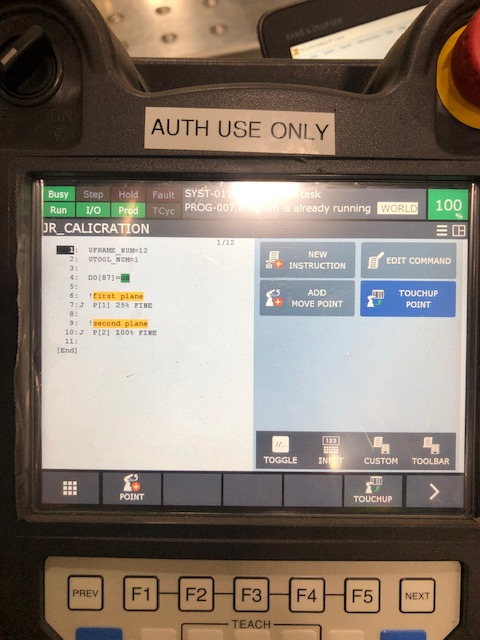 BANG & OLUFSEN
AUTH USE ONLY
Busy Step Hold Fault
Run I/O Prod TCyc
SYST-01 task
PROG-007 is already running WORLD
100 %
JR_CALICRATION
1/12
1: UFRAME_NUM=12
2: UTOOL_NUM=1
3:
4: DO[87]=ON
5:
6: !first plane
7:J P[1] 25% FINE
8:
9: !second plane
10:J P[2] 100% FINE
11:
[End]
NEW INSTRUCTION
EDIT COMMAND
ADD MOVE POINT
TOUCHUP POINT
TOGGLE
123
INPUT
CUSTOM
TOOLBAR
POINT
TOUCHUP
PREV F1 F2 F3 F4 F5 NEXT
TEACH